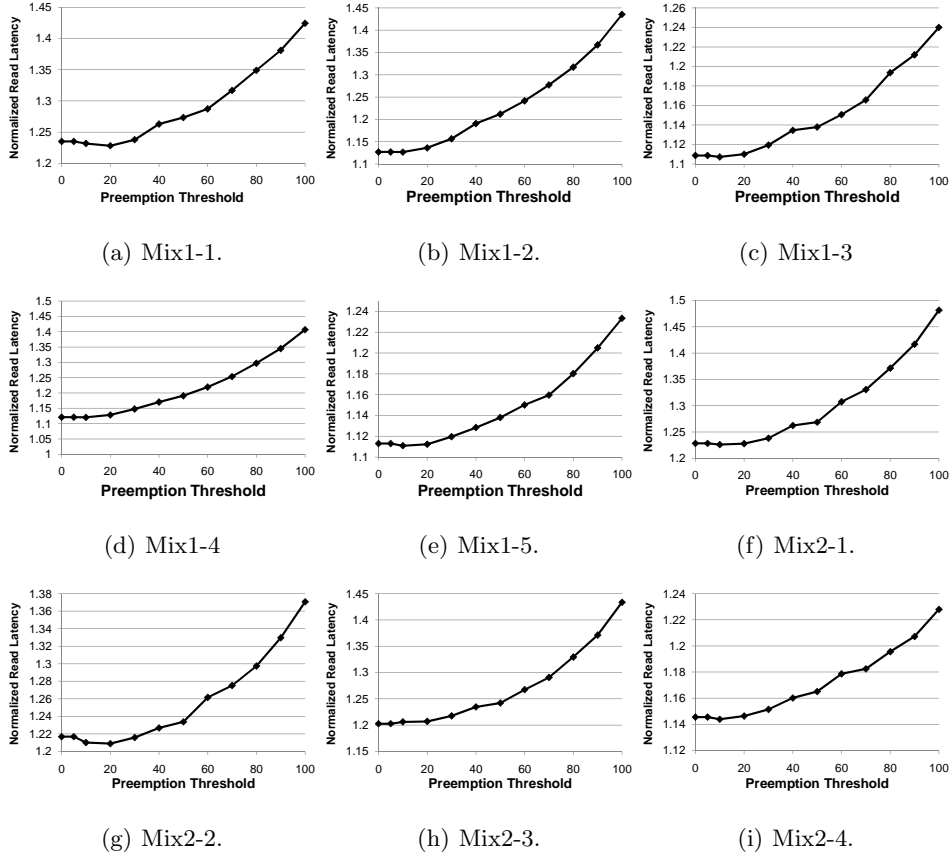 Normalized Read Latency
1.45
1.4
1.35
1.3
1.25
1.2
0 20 40 60 80 100
Preemption Threshold
(a) Mix1-1.
Normalized Read Latency
1.45
1.4
1.35
1.3
1.25
1.2
1.15
1.1
0 20 40 60 80 100
Preemption Threshold
(b) Mix1-2.
Normalized Read Latency
1.26
1.24
1.22
1.2
1.18
1.16
1.14
1.12
1.1
0 20 40 60 80 100
Preemption Threshold
(c) Mix1-3
Normalized Read Latency
1.5
1.45
1.4
1.35
1.3
1.25
1.2
1.15
1.1
1.05
1
0 20 40 60 80 100
Preemption Threshold
(d) Mix1-4
Normalized Read Latency
1.24
1.22
1.2
1.18
1.16
1.14
1.12
1.1
0 20 40 60 80 100
Preemption Threshold
(e) Mix1-5.
Normalized Read Latency
1.5
1.45
1.4
1.35
1.3
1.25
1.2
0 20 40 60 80 100
Preemption Threshold
(f) Mix2-1.
Normalized Read Latency
1.38
1.36
1.34
1.32
1.3
1.28
1.26
1.24
1.22
1.2
0 20 40 60 80 100
Preemption Threshold
(g) Mix2-2.
Normalized Read Latency
1.45
1.4
1.35
1.3
1.25
1.2
1.15
0 20 40 60 80 100
Preemption Threshold
(h) Mix2-3.
Normalized Read Latency
1.24
1.22
1.2
1.18
1.16
1.14
1.12
0 20 40 60 80 100
Preemption Threshold
(i) Mix2-4.